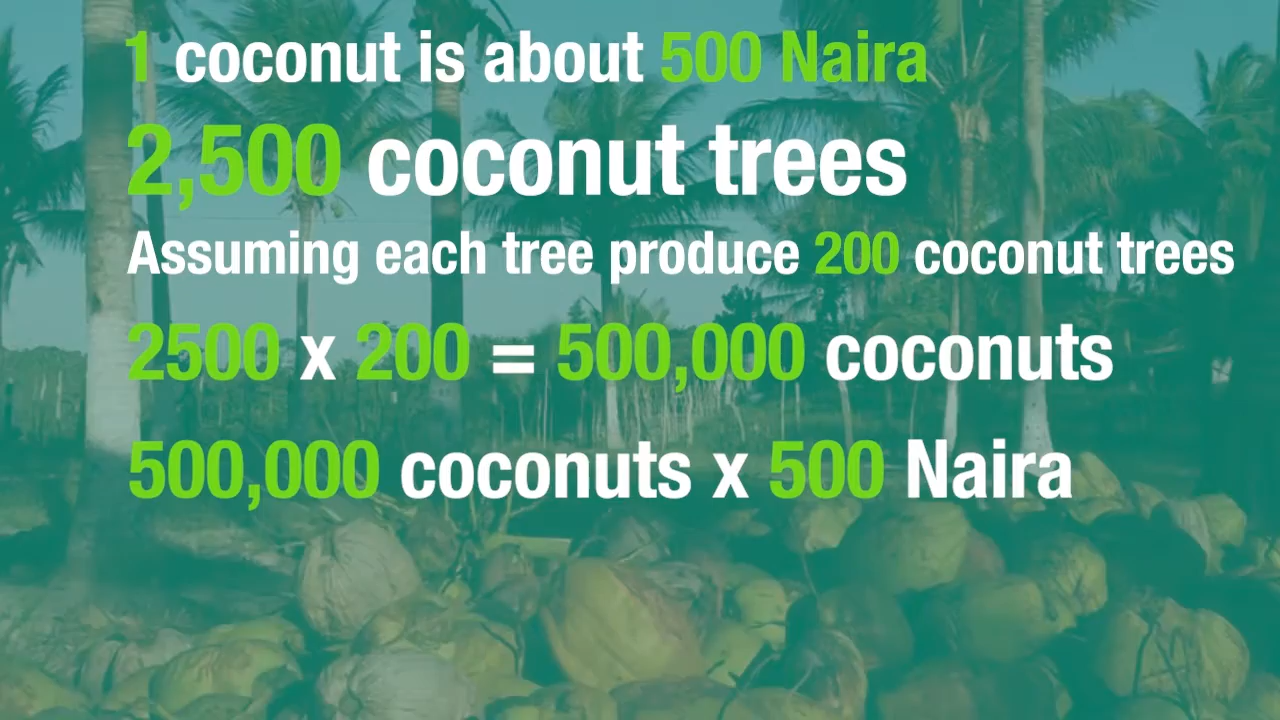 1 coconut is about 500 Naira
2,500 coconut trees
Assuming each tree produce 200 coconut trees
2500 x 200 = 500,000 coconuts
500,000 coconuts x 500 Naira